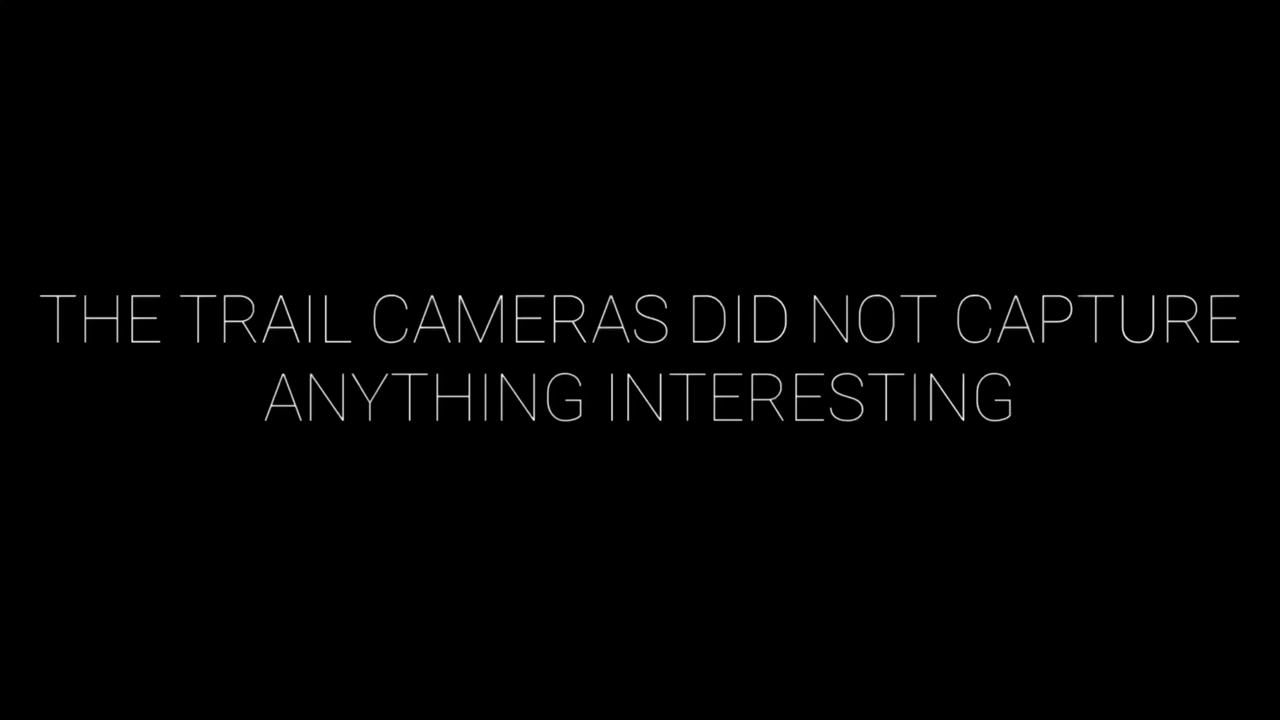 THE TRAIL CAMERAS DID NOT CAPTURE
ANYTHING INTERESTING